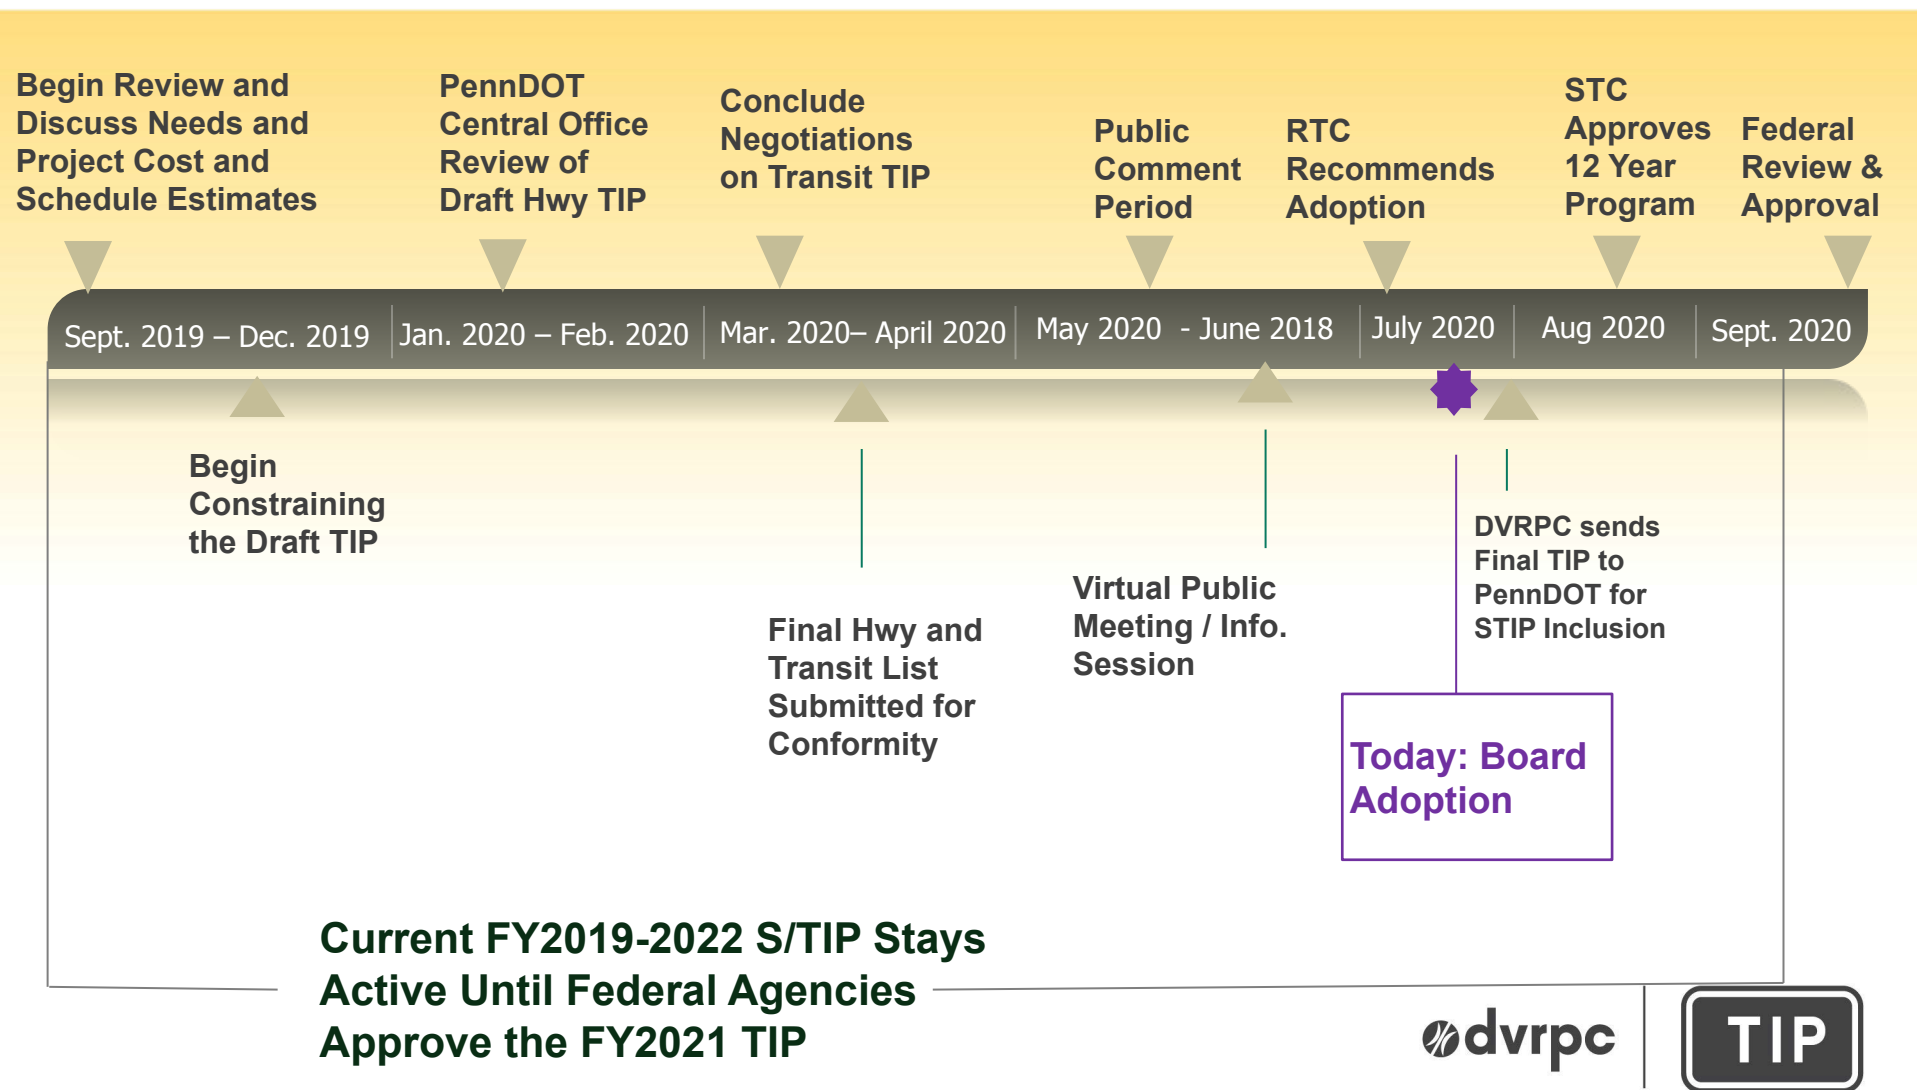 Begin Review and
Discuss Needs and
Project Cost and
Schedule Estimates
PennDOT
Central Office
Review of
Draft Hwy TIP
Conclude
Negotiations
on Transit TIP
Public
Comment
Period
RTC
Recommends
Adoption
STC
Approves
12 Year
Program
Federal
Review &
Approval
Sept. 2019 – Dec. 2019
Jan. 2020 – Feb. 2020
Mar. 2020– April 2020
May 2020 - June 2018
July 2020
Aug 2020
Sept. 2020
Begin
Constraining
the Draft TIP
Final Hwy and
Transit List
Submitted for
Conformity
Virtual Public
Meeting / Info.
Session
DVRPC sends
Final TIP to
PennDOT for
STIP Inclusion
Today: Board
Adoption
Current FY2019-2022 S/TIP Stays
Active Until Federal Agencies
Approve the FY2021 TIP
dvrpc
TIP